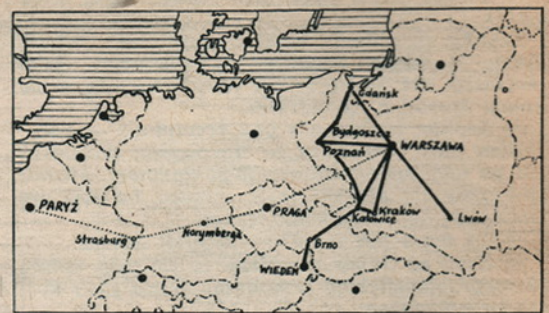 Gdańsk
Bydgoszcz
Poznań
WARSZAWA
PARYŻ
PRAGA
Kraków
Katowice
Lwów
Norymberga
Strasburg
Brno
WIEDEŃ